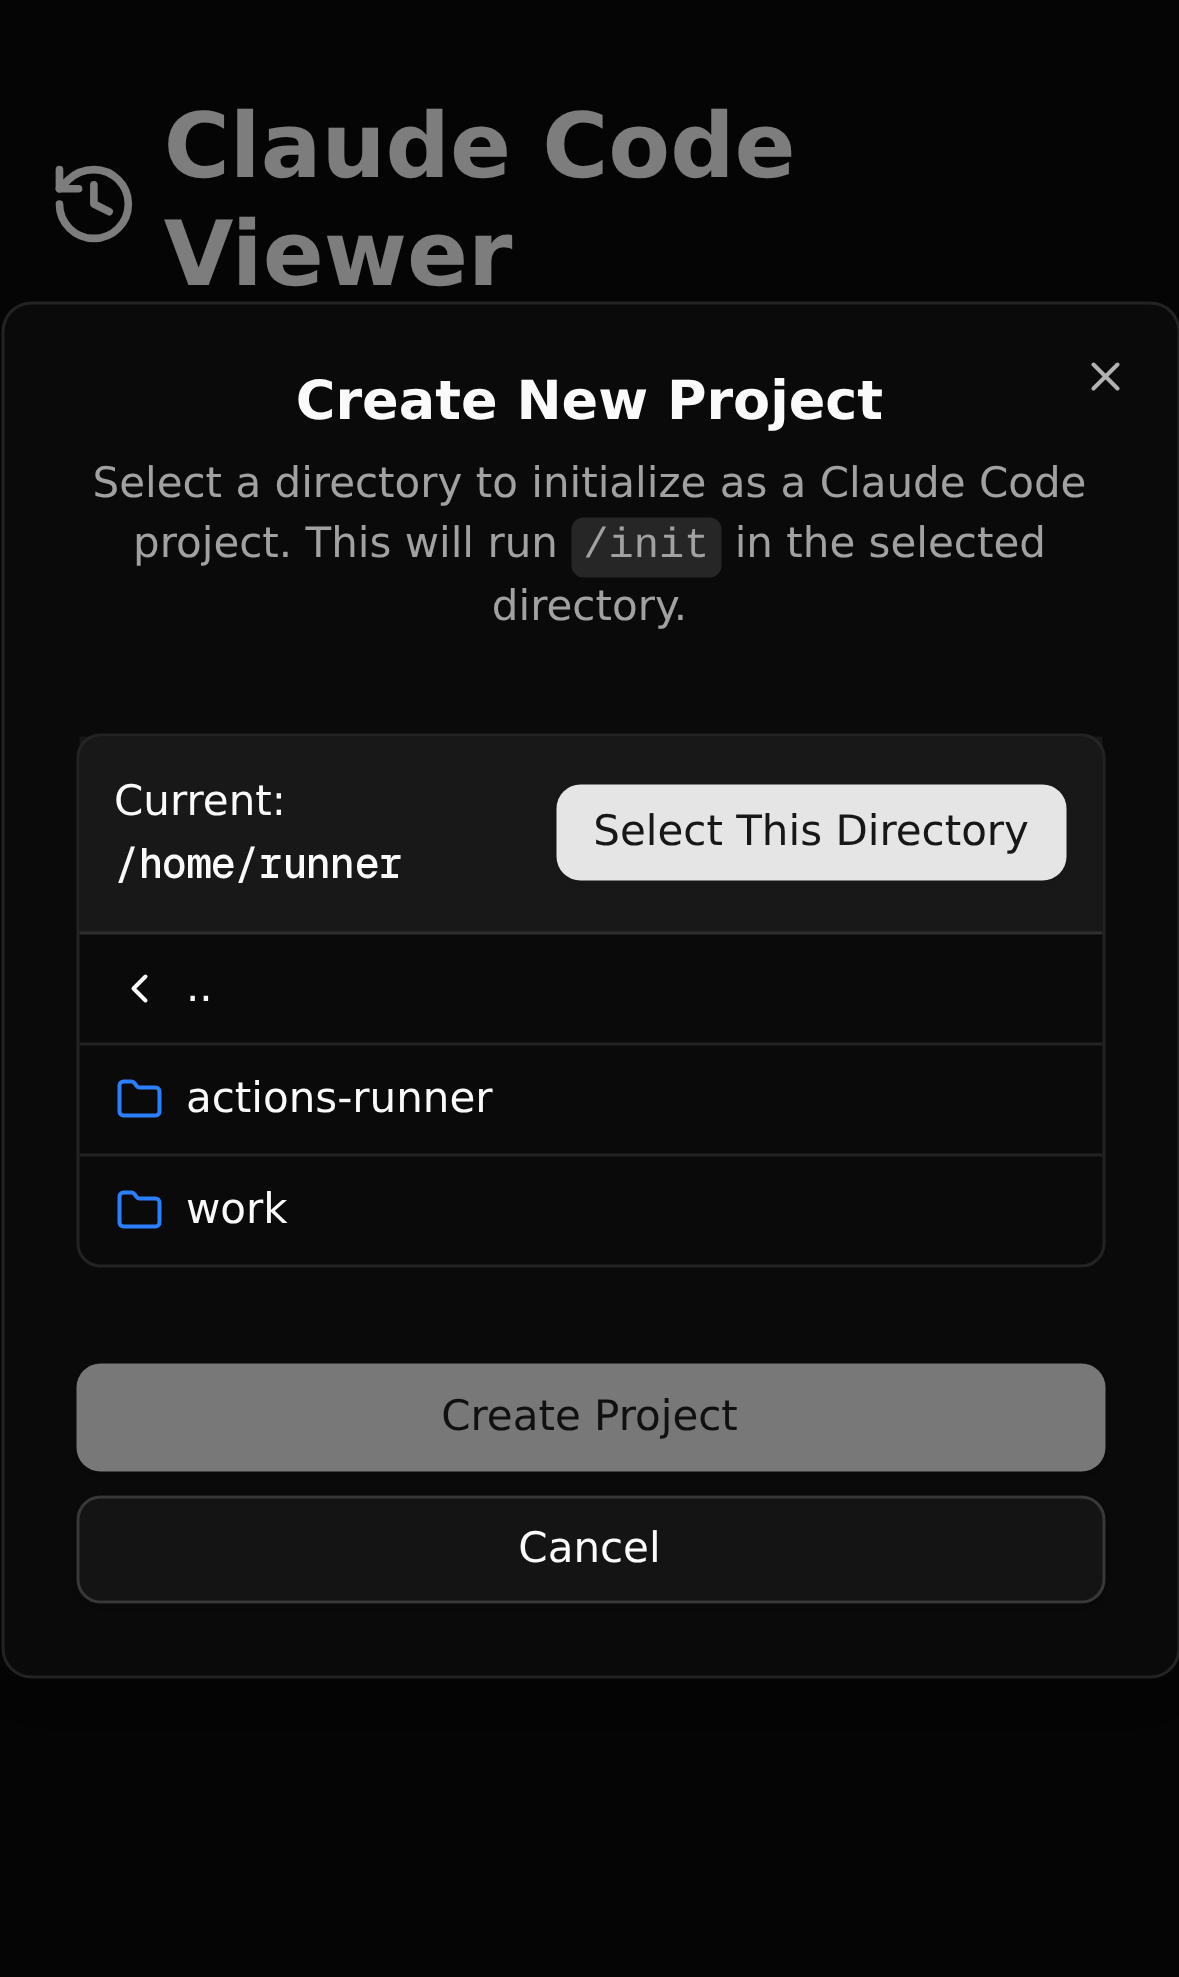 Claude Code
Viewer
Create New Project
Select a directory to initialize as a Claude Code
project. This will run /init in the selected
directory.
Current:
/home/runner
Select This Directory
..
actions-runner
work
Create Project
Cancel